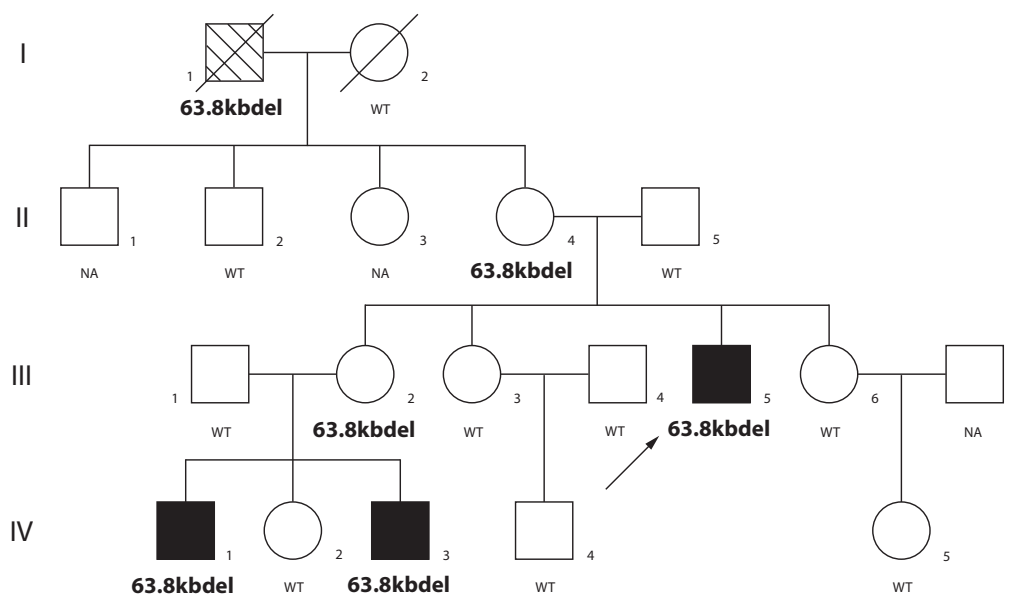 I
1 2
63.8kbdel WT
II
1 2 3 4 5
NA WT NA 63.8kbdel WT
III
1 2 3 4 5 6
WT 63.8kbdel WT WT 63.8kbdel WT NA
IV
1 2 3 4 5
63.8kbdel WT 63.8kbdel WT WT